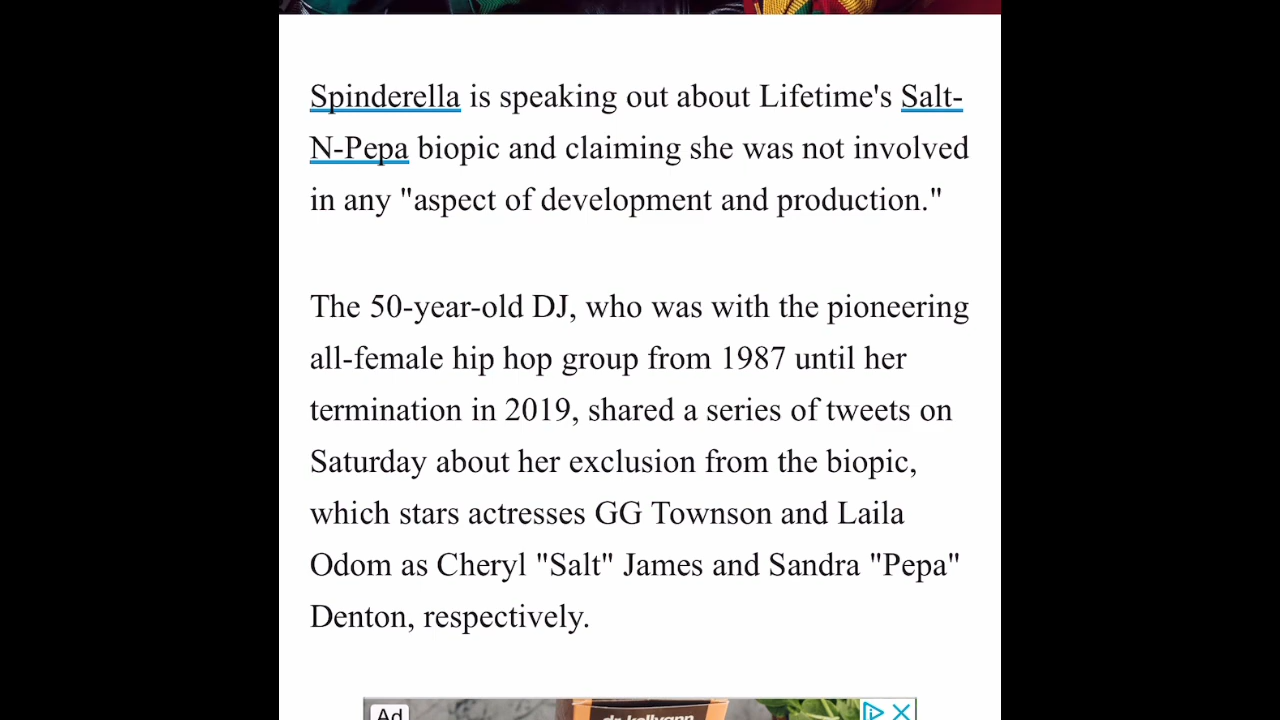 Spinderella is speaking out about Lifetime's Salt-
N-Pepa biopic and claiming she was not involved
in any "aspect of development and production."
The 50-year-old DJ, who was with the pioneering
all-female hip hop group from 1987 until her
termination in 2019, shared a series of tweets on
Saturday about her exclusion from the biopic,
which stars actresses GG Townson and Laila
Odom as Cheryl "Salt" James and Sandra "Pepa"
Denton, respectively.
Ad
dr. kellyann